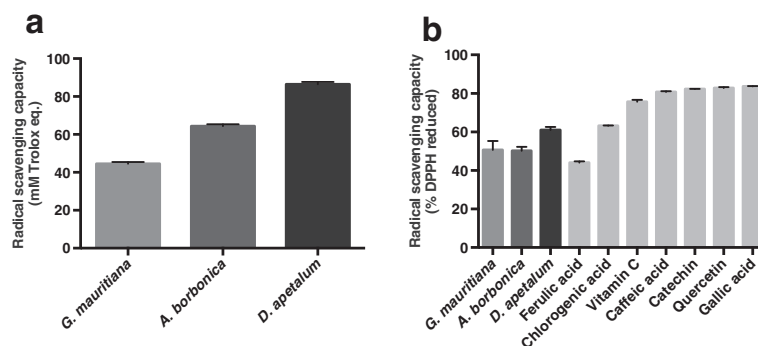 a
Radical scavenging capacity
(mM Trolox eq.)
100
80
60
40
20
0
G. mauritiana
A. borbonica
D. apetalum
b
Radical scavenging capacity
(% DPPH reduced)
100
80
60
40
20
0
G. mauritiana
A. borbonica
D. apetalum
Ferulic acid
Chlorogenic acid
Vitamin C
Caffeic acid
Catechin
Quercetin
Gallic acid